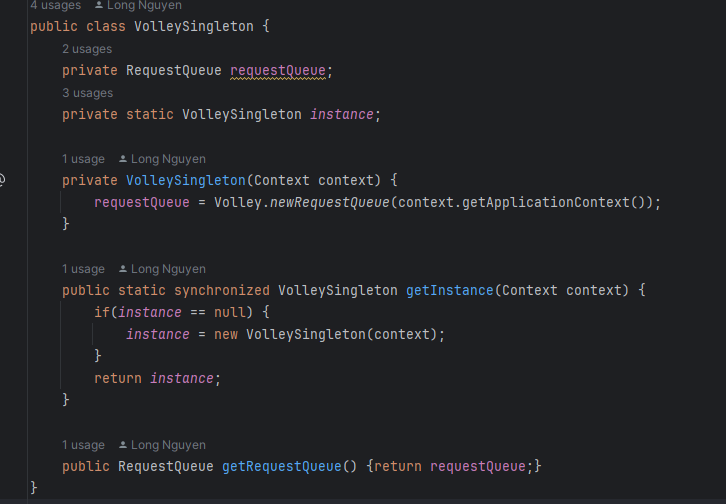 4 usages Long Nguyen
public class VolleySingleton {
2 usages
private RequestQueue requestQueue;
3 usages
private static VolleySingleton instance;
1 usage Long Nguyen
private VolleySingleton(Context context) {
requestQueue = Volley.newRequestQueue(context.getApplicationContext());
}
1 usage Long Nguyen
public static synchronized VolleySingleton getInstance(Context context) {
if(instance == null) {
instance = new VolleySingleton(context);
}
return instance;
}
1 usage Long Nguyen
public RequestQueue getRequestQueue() {return requestQueue;}
}